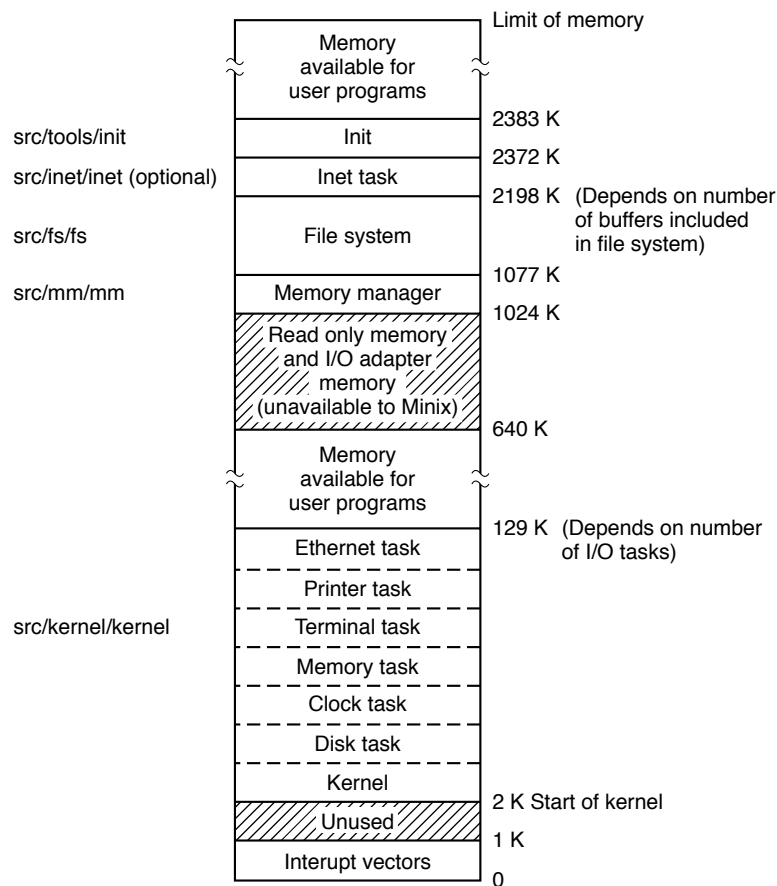 Limit of memory
Memory
available for
user programs
2383 K
src/tools/init
Init
2372 K
src/inet/inet (optional)
Inet task
2198 K (Depends on number
of buffers included
in file system)
src/fs/fs
File system
1077 K
src/mm/mm
Memory manager
1024 K
Read only memory
and I/O adapter
memory
(unavailable to Minix)
640 K
Memory
available for
user programs
129 K (Depends on number
of I/O tasks)
Ethernet task
Printer task
src/kernel/kernel
Terminal task
Memory task
Clock task
Disk task
Kernel
2 K Start of kernel
Unused
1 K
Interupt vectors
0